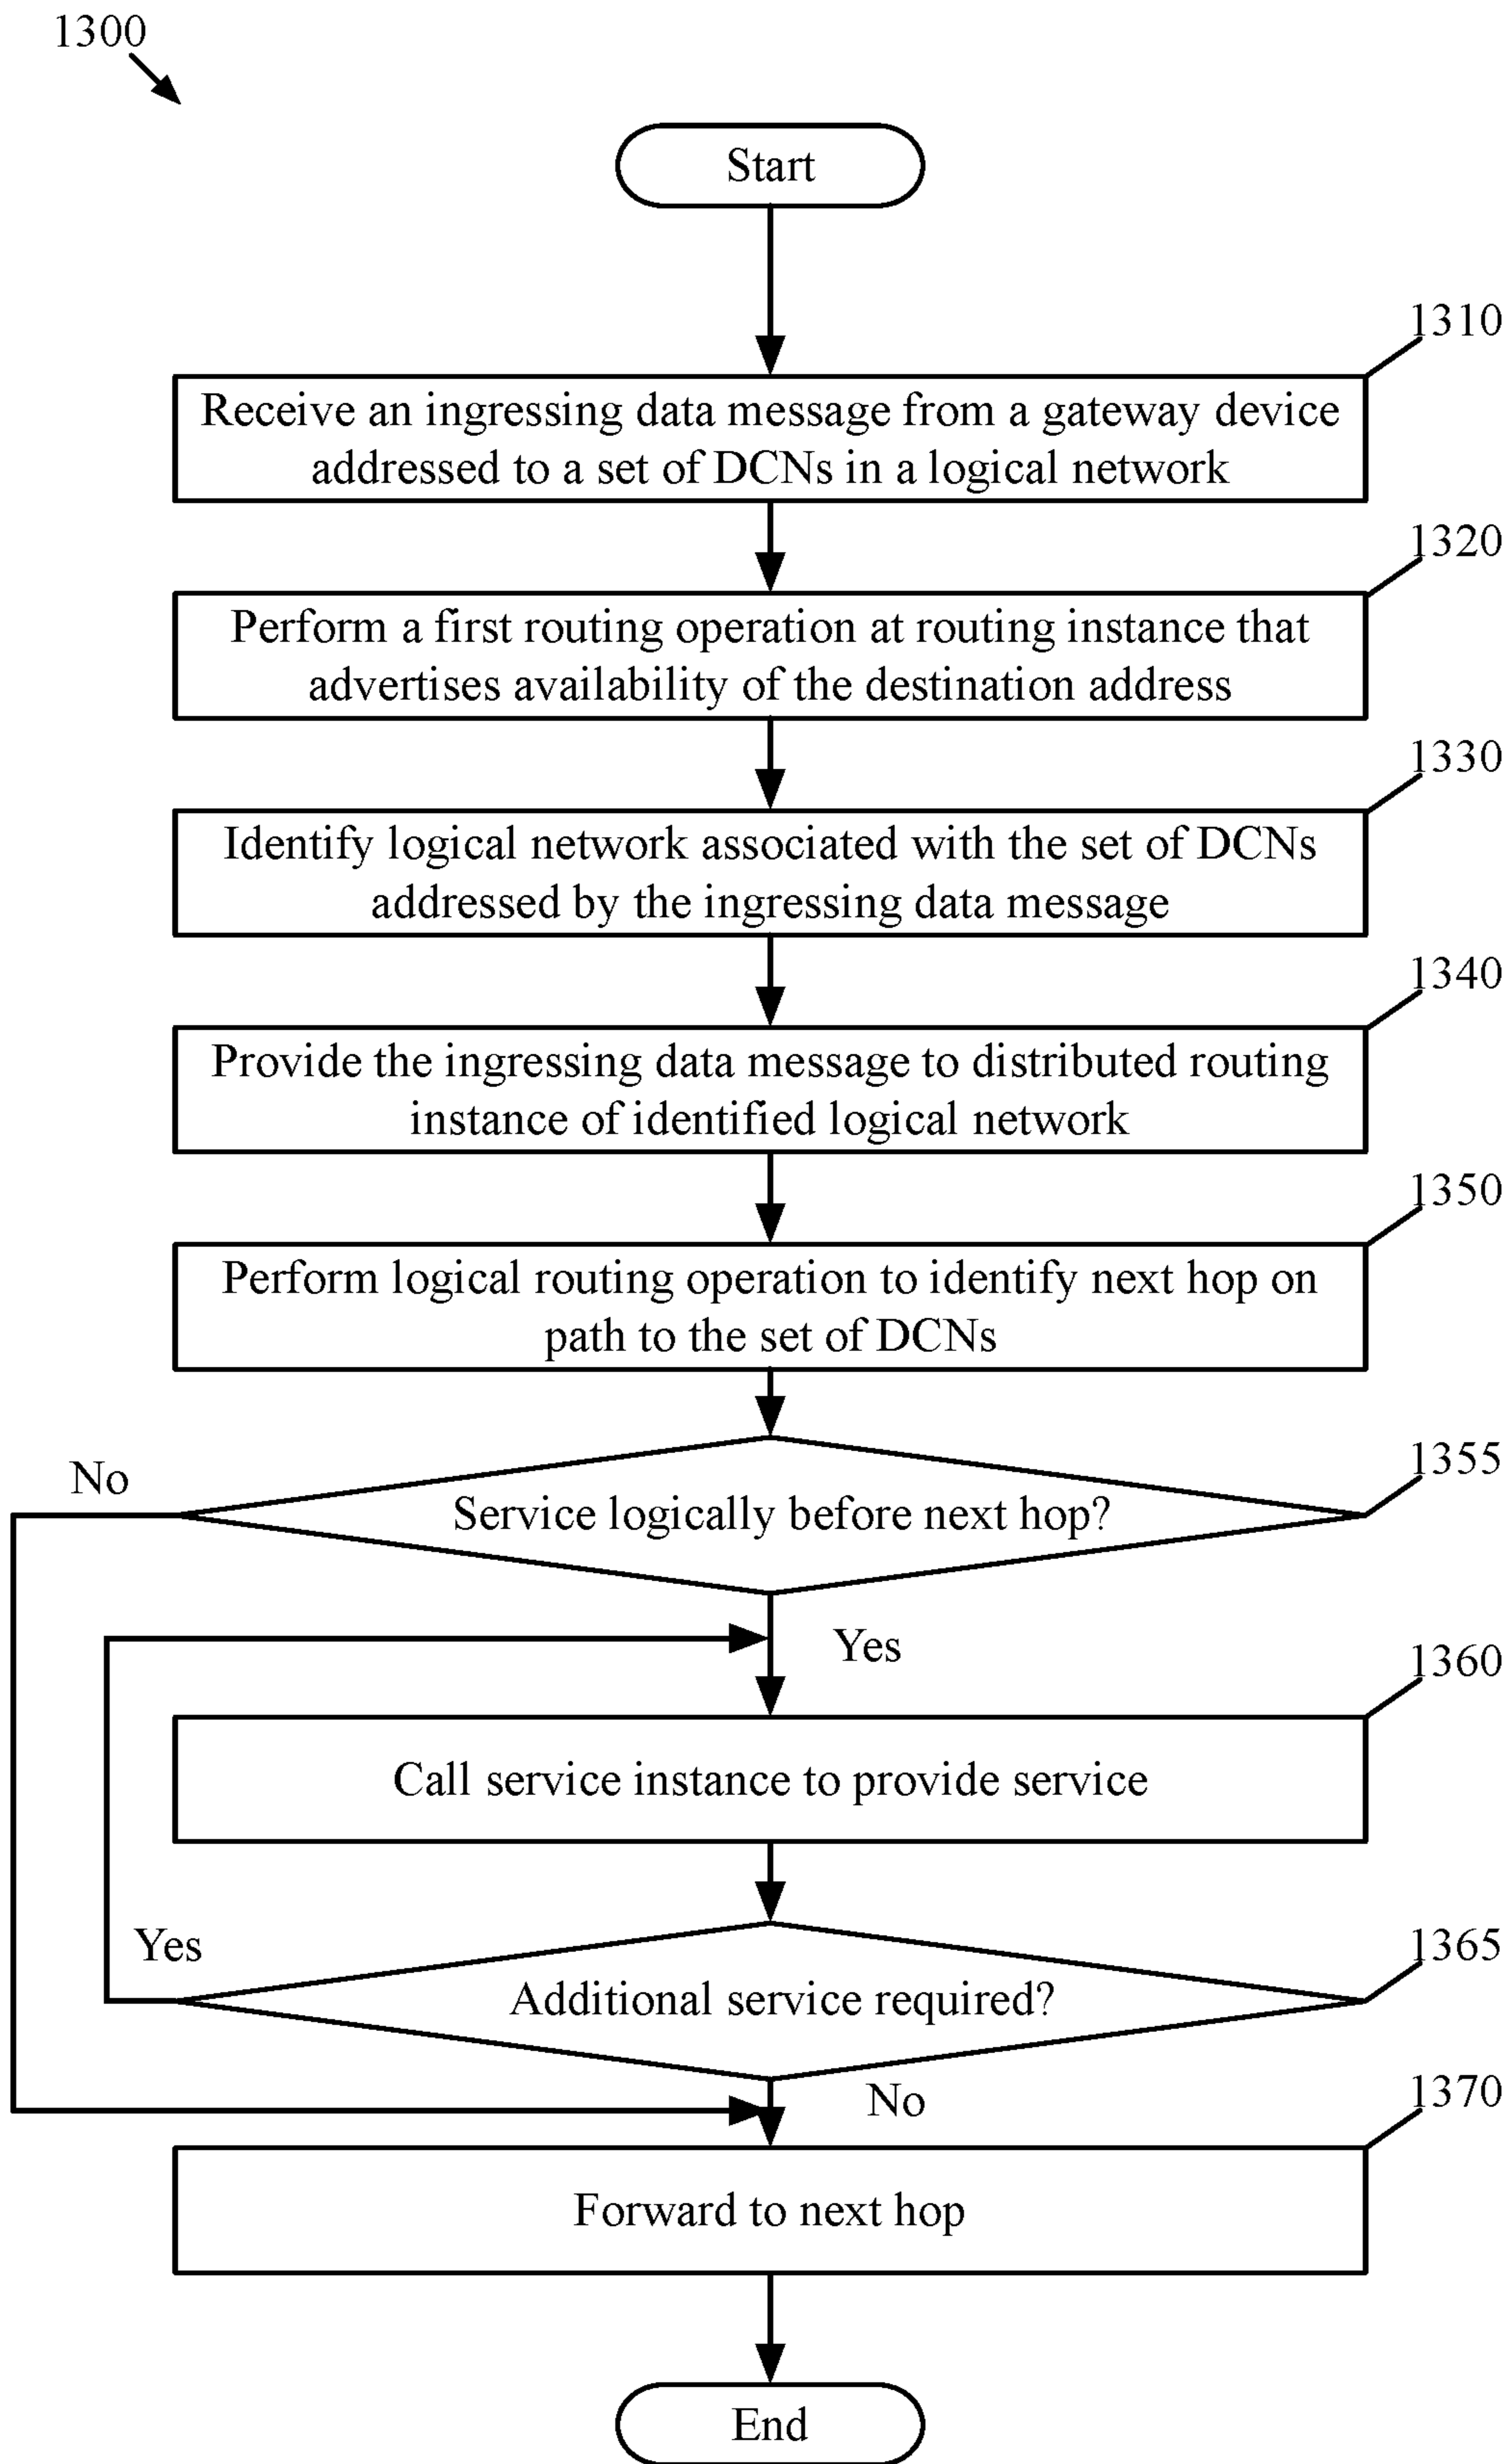 1300
Start
1310
Receive an ingressing data message from a gateway device
addressed to a set of DCNs in a logical network
1320
Perform a first routing operation at routing instance that
advertises availability of the destination address
1330
Identify logical network associated with the set of DCNs
addressed by the ingressing data message
1340
Provide the ingressing data message to distributed routing
instance of identified logical network
1350
Perform logical routing operation to identify next hop on
path to the set of DCNs
1355
No
Service logically before next hop?
Yes
1360
Call service instance to provide service
1365
Yes
Additional service required?
No
1370
Forward to next hop
End